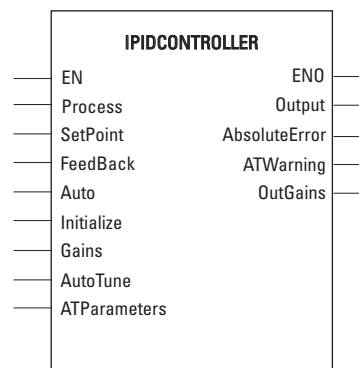 IPIDCONTROLLER
EN ENO
Process Output
SetPoint AbsoluteError
FeedBack ATWarning
Auto OutGains
Initialize
Gains
AutoTune
ATParameters